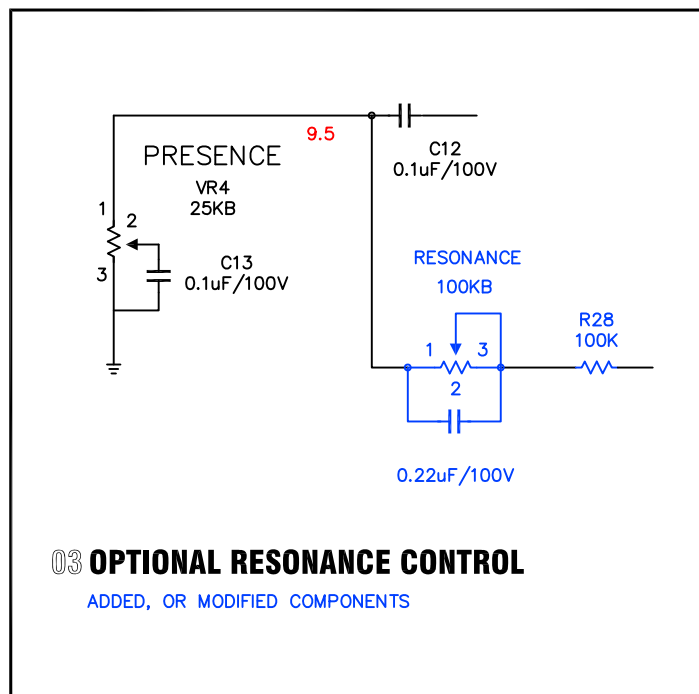 9.5
PRESENCE
VR4
25KB
C12
0.1uF/100V
1
2
3
C13
0.1uF/100V
RESONANCE
100KB
R28
100K
1
3
2
0.22uF/100V
03 OPTIONAL RESONANCE CONTROL
ADDED, OR MODIFIED COMPONENTS